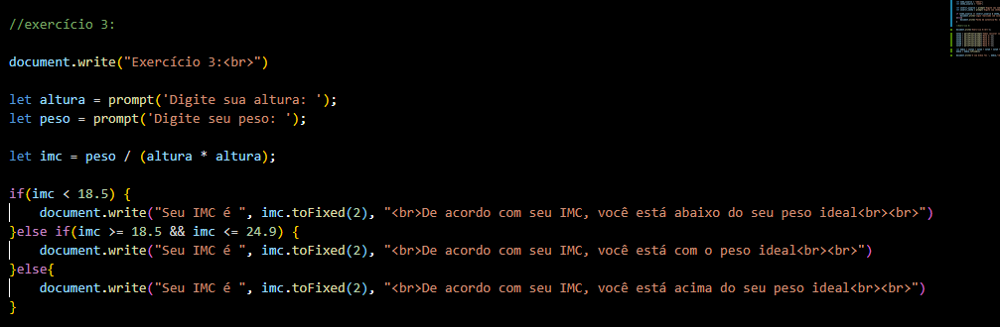 //exercício 3:
document.write("Exercício 3:<br>")
let altura = prompt('Digite sua altura: ');
let peso = prompt('Digite seu peso: ');
let imc = peso / (altura * altura);
if(imc < 18.5) {
    document.write("Seu IMC é ", imc.toFixed(2), "<br>De acordo com seu IMC, você está abaixo do seu peso ideal<br><br>")
}else if(imc >= 18.5 && imc <= 24.9) {
    document.write("Seu IMC é ", imc.toFixed(2), "<br>De acordo com seu IMC, você está com o peso ideal<br><br>")
}else{
    document.write("Seu IMC é ", imc.toFixed(2), "<br>De acordo com seu IMC, você está acima do seu peso ideal<br><br>")
}